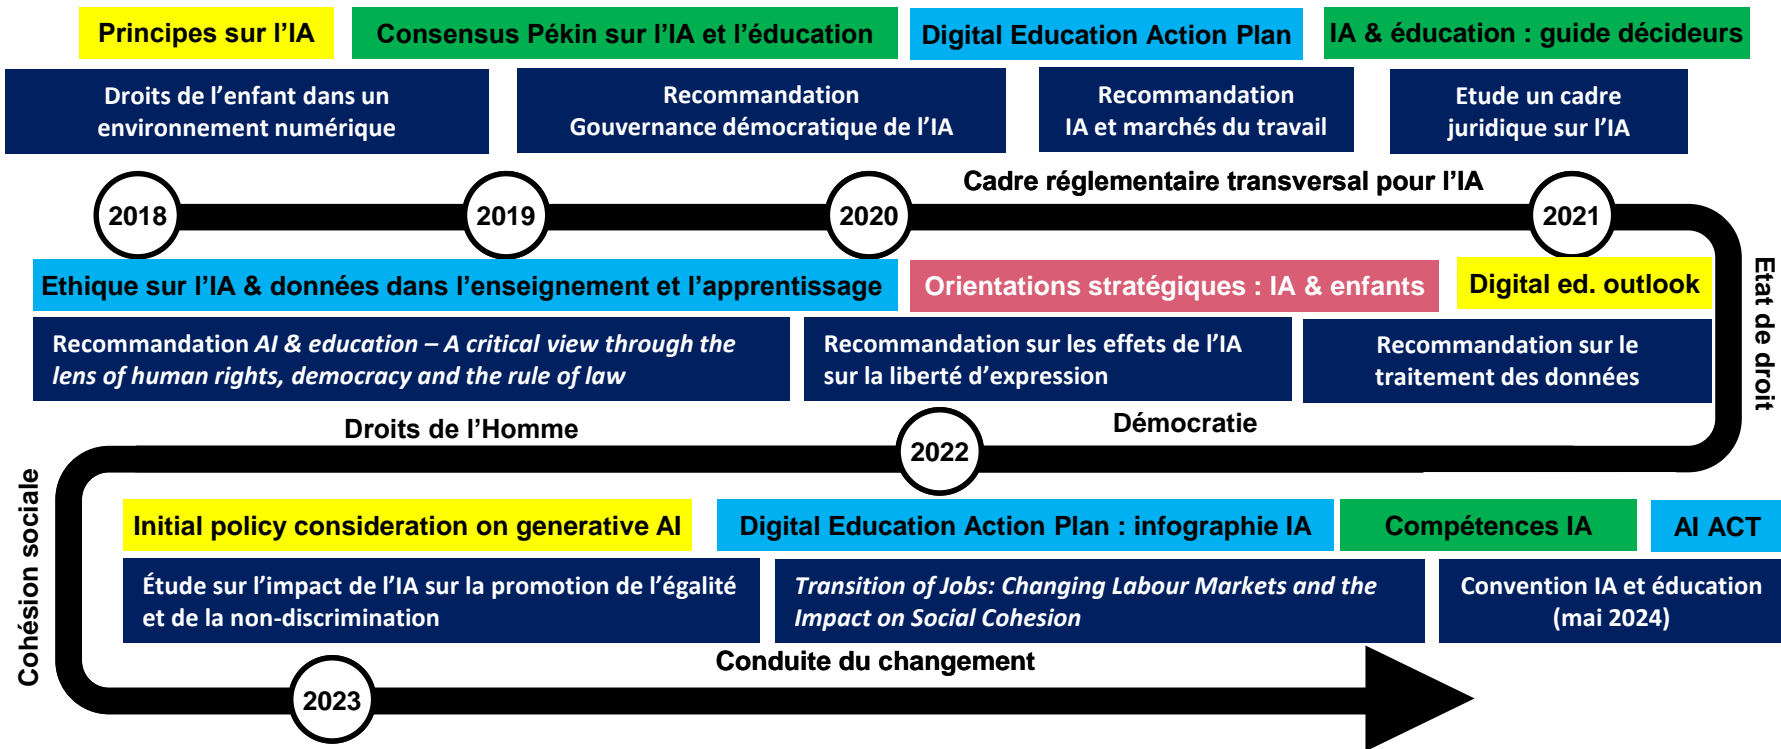 Principes sur l’IA
Consensus Pékin sur l’IA et l’éducation
Digital Education Action Plan
IA & éducation : guide décideurs
Droits de l’enfant dans un
environnement numérique
Recommandation
Gouvernance démocratique de l’IA
Recommandation
IA et marchés du travail
Etude un cadre
juridique sur l’IA
Cadre réglementaire transversal pour l’IA
2018
2019
2020
2021
Ethique sur l’IA & données dans l’enseignement et l’apprentissage
Orientations stratégiques : IA & enfants
Digital ed. outlook
Etat de droit
Recommandation AI & education – A critical view through the
lens of human rights, democracy and the rule of law
Recommandation sur les effets de l’IA
sur la liberté d’expression
Recommandation sur le
traitement des données
Droits de l’Homme
Démocratie
2022
Cohésion sociale
Initial policy consideration on generative AI
Digital Education Action Plan : infographie IA
Compétences IA
AI ACT
Étude sur l’impact de l’IA sur la promotion de l’égalité
et de la non-discrimination
Transition of Jobs: Changing Labour Markets and the
Impact on Social Cohesion
Convention IA et éducation
(mai 2024)
Conduite du changement
2023